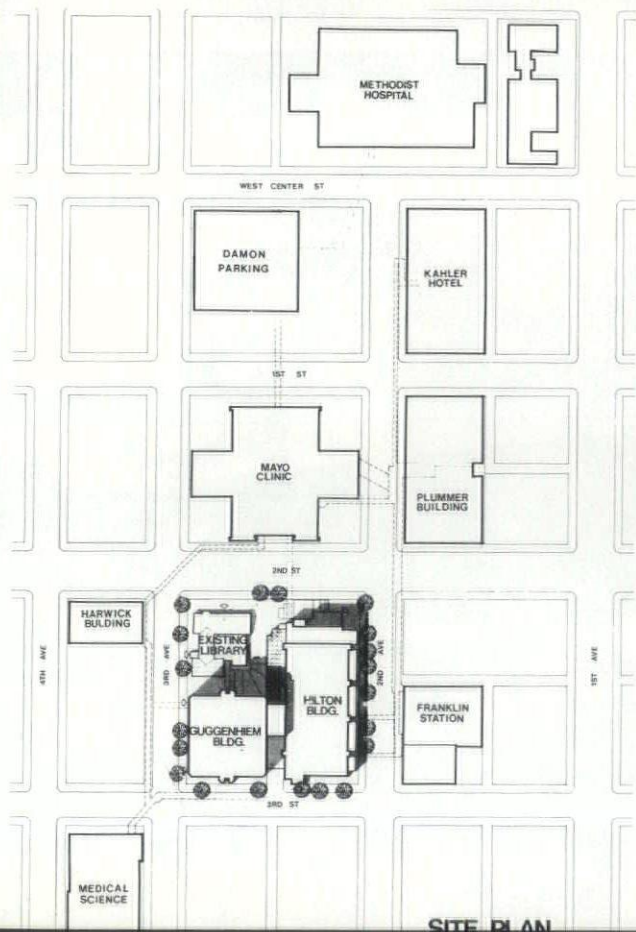 METHODIST
HOSPITAL
WEST CENTER ST
DAMON
PARKING
KAHLER
HOTEL
1ST ST
MAYO
CLINIC
PLUMMER
BUILDING
2ND ST
HARWICK
BULDING
4TH AVE
3RD AVE
EXISTING
LIBRARY
GUGGENHIEM
BLDG.
HILTON
BLDG.
2ND AVE
FRANKLIN
STATION
1ST AVE
3RD ST
MEDICAL
SCIENCE
SITE PLAN